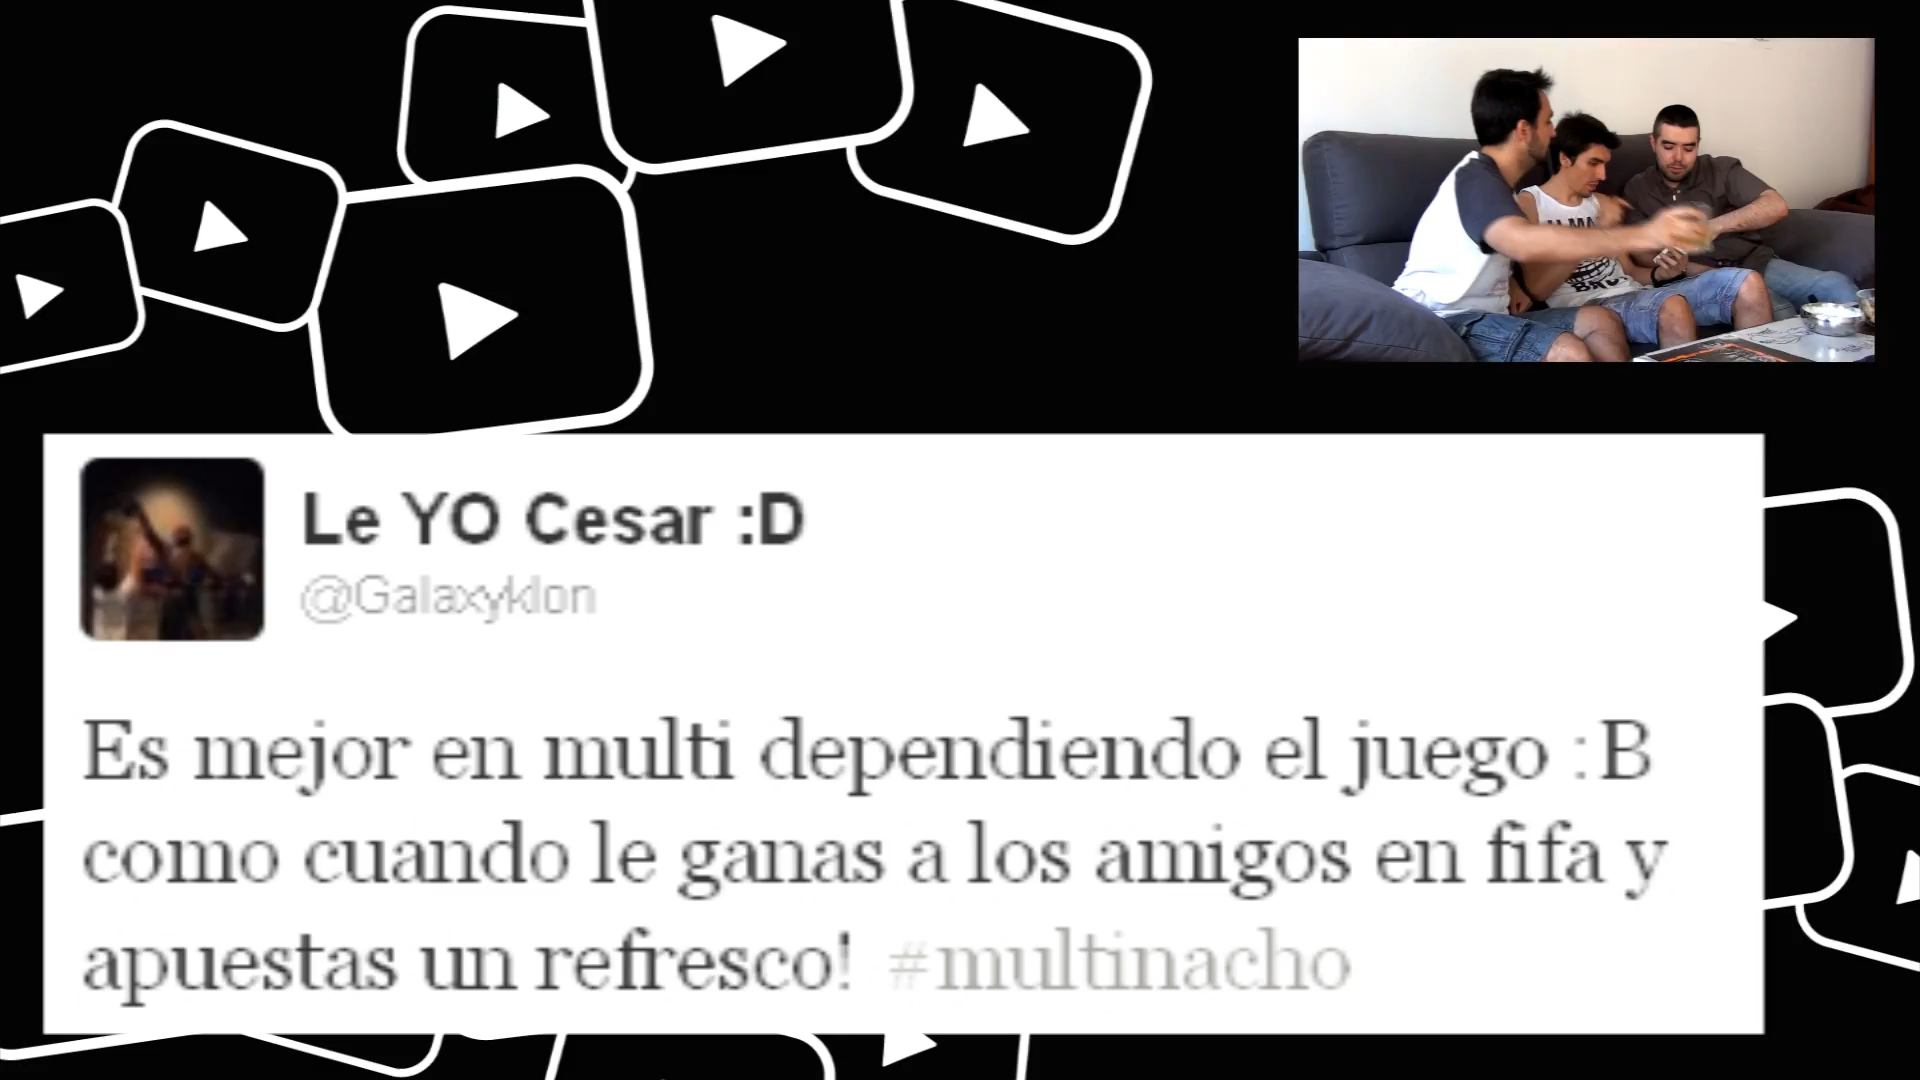 Le YO Cesar :D
@Galaxyklon
Es mejor en multi dependiendo el juego :B
como cuando le ganas a los amigos en fifa y
apuestas un refresco! #multinacho